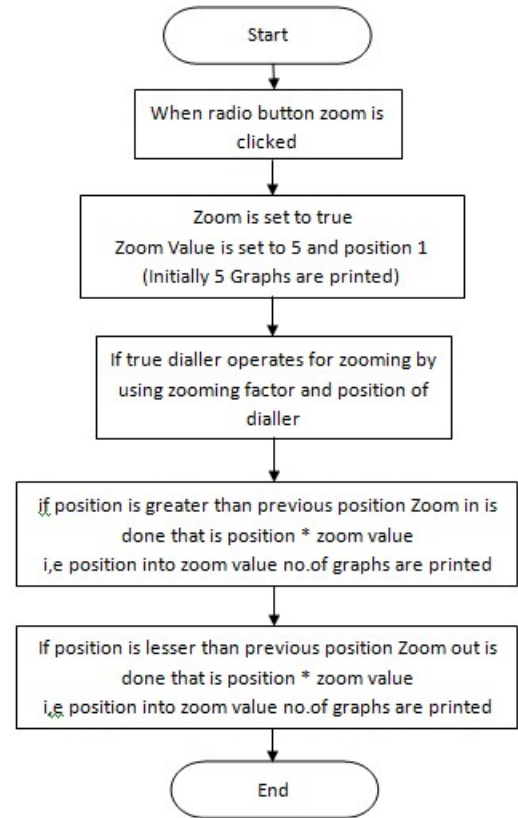 Start
When radio button zoom is
clicked
Zoom is set to true
Zoom Value is set to 5 and position 1
(Initially 5 Graphs are printed)
If true dialler operates for zooming by
using zooming factor and position of
dialler
if position is greater than previous position Zoom in is
done that is position * zoom value
i,e position into zoom value no.of graphs are printed
If position is lesser than previous position Zoom out is
done that is position * zoom value
i,e position into zoom value no.of graphs are printed
End